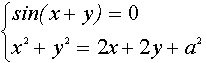 sin(x + y) = 0
x² + y² = 2x + 2y + a²